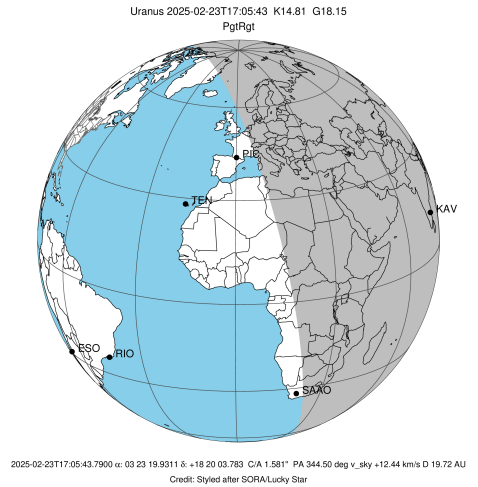 Uranus 2025-02-23T17:05:43 K14.81 G18.15
PgtRgt
PIC
TEN
KAV
ESO
RIO
SAAO
2025-02-23T17:05:43.7900 α: 03 23 19.9311 δ: +18 20 03.783 C/A 1.581" PA 344.50 deg v_sky +12.44 km/s D 19.72 AU
Credit: Styled after SORA/Lucky Star